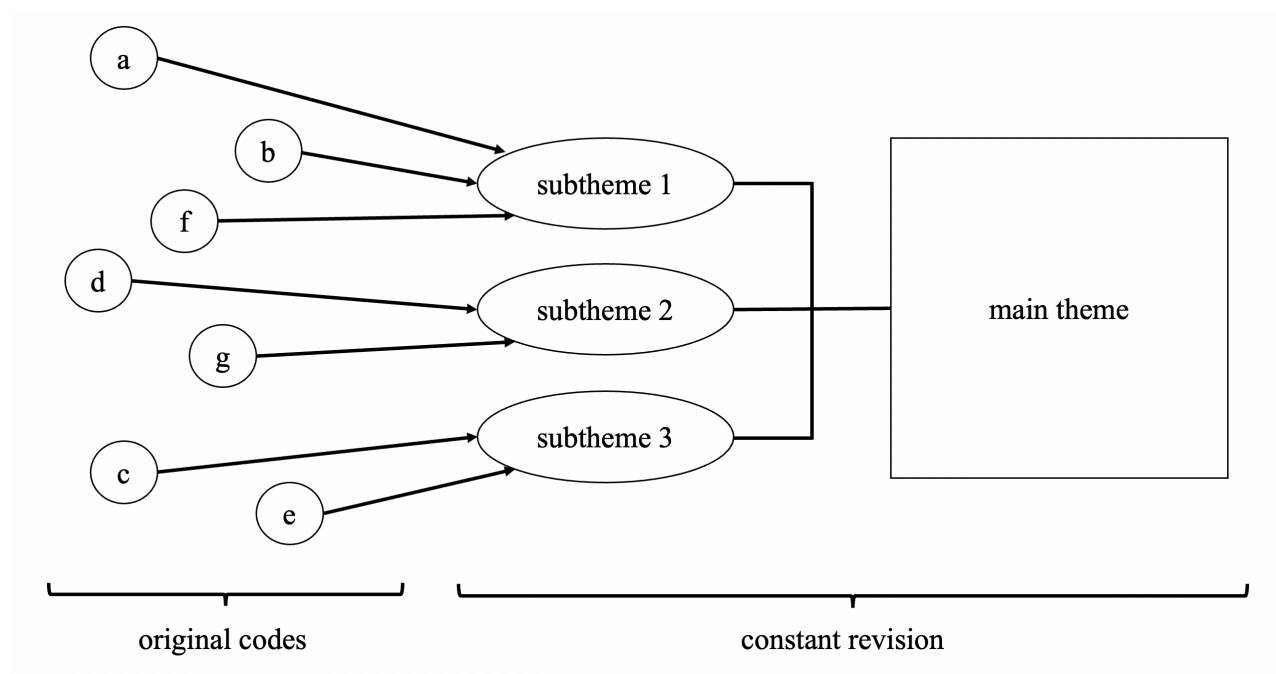 a
b
f
d
g
c
e
subtheme 1
subtheme 2
subtheme 3
main theme
original codes
constant revision